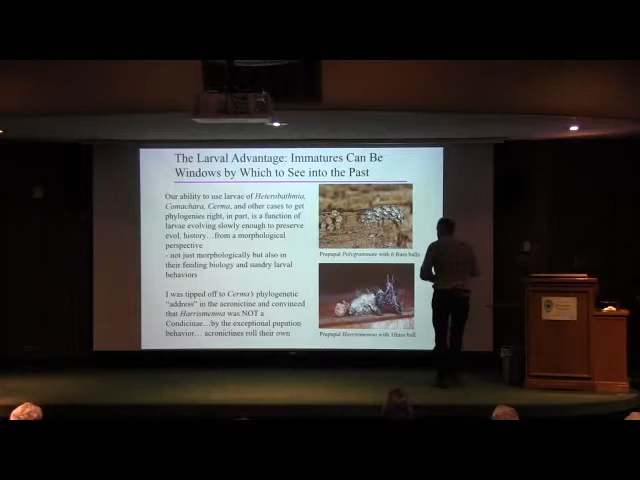 The Larval Advantage: Immatures Can Be
Windows by Which to See into the Past
Our ability to use larvae of Heterobathmia,
Comachara, Cerma, and other cases to get
phylogenies right, in part, is a function of
larvae evolving slowly enough to preserve
evol. history…from a morphological
perspective
- not just morphologically but also in
their feeding biology and sundry larval
behaviors
I was tipped off to Cerma's phylogenetic
"address" in the acronictine and convinced
that Harrisimemna was NOT a
Condicinae…by the exceptional pupation
behavior… acronictines roll their own
Prepupal Polygrammate with 6 frass balls
Prepupal Harrisimemna with 1frass ball